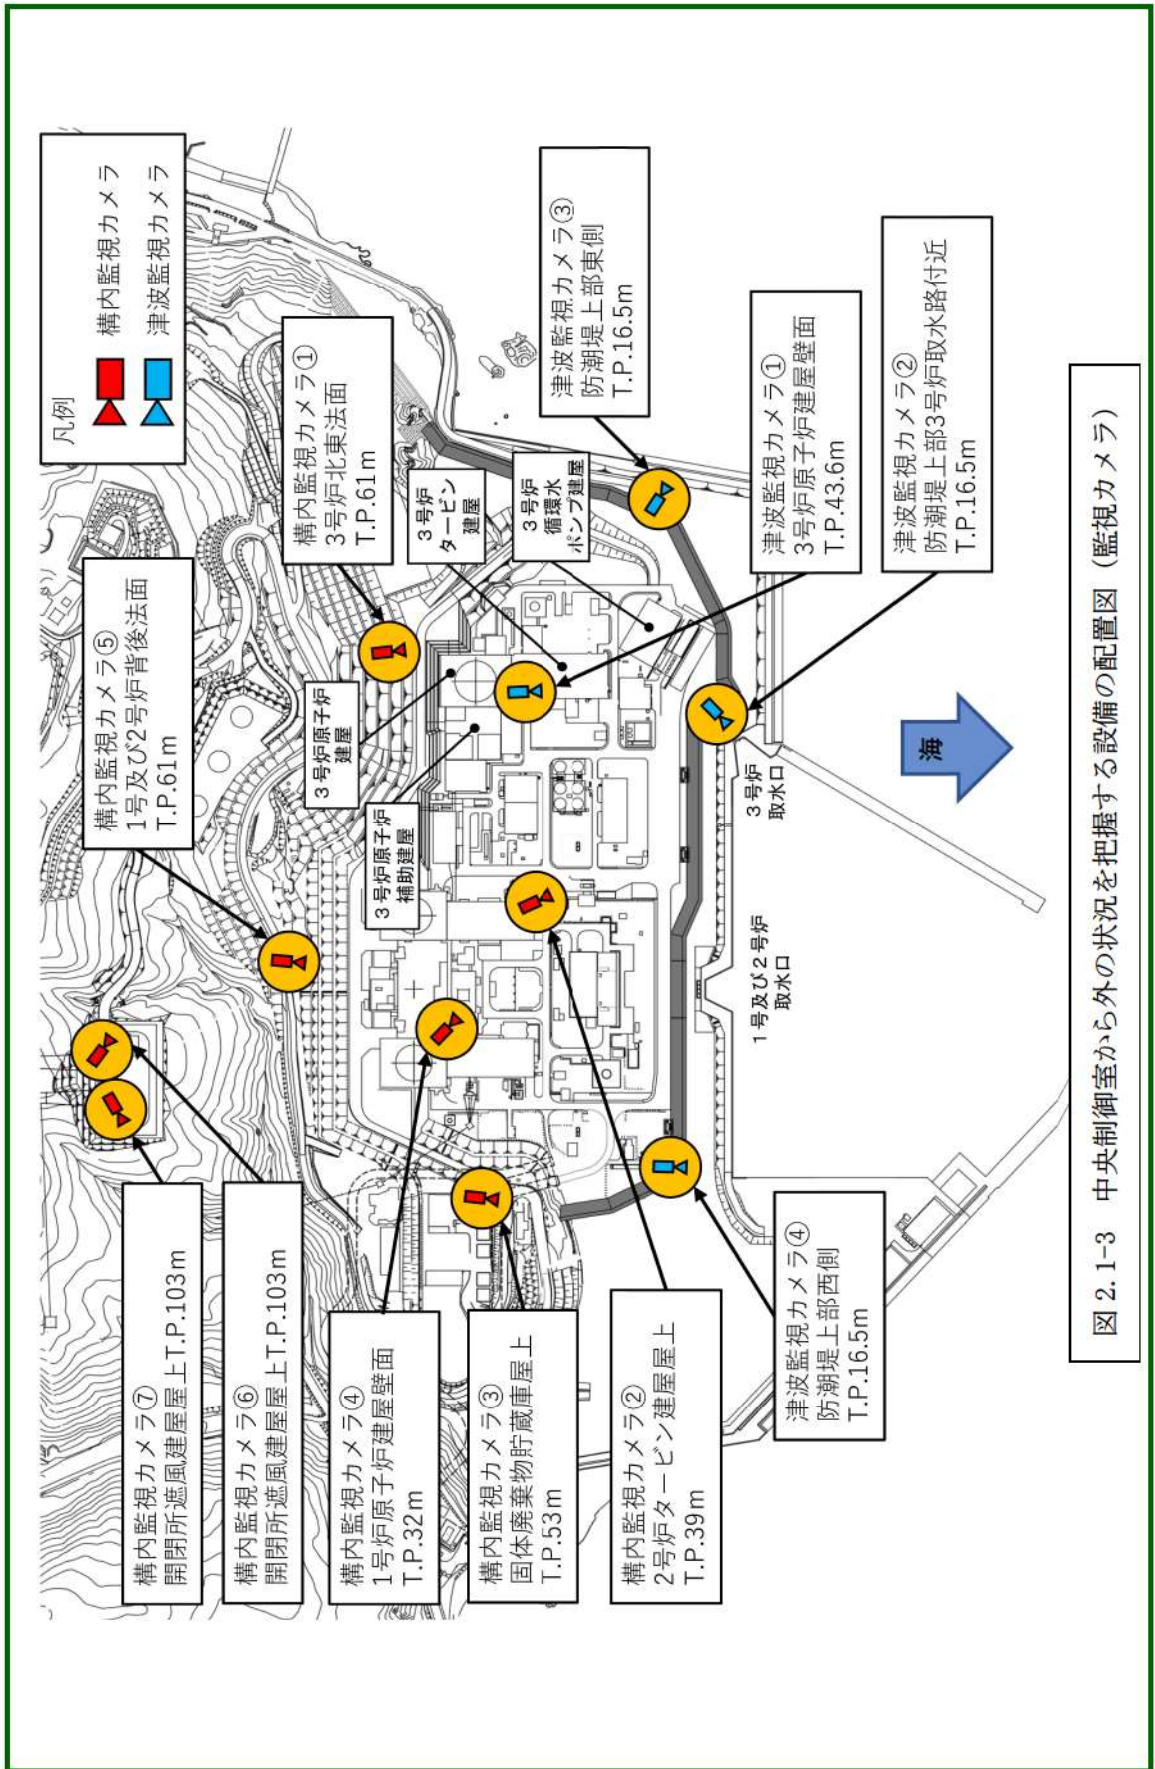 凡例
構内監視カメラ
津波監視カメラ
構内監視カメラ⑦
開閉所遮風建屋屋上T.P.103m
構内監視カメラ⑥
開閉所遮風建屋屋上T.P.103m
構内監視カメラ⑤
1号及び2号炉背後法面
T.P.61m
構内監視カメラ①
3号炉北東法面
T.P.61m
構内監視カメラ④
1号炉原子炉建屋壁面
T.P.32m
構内監視カメラ③
固体廃棄物貯蔵庫屋上
T.P.53m
構内監視カメラ②
2号炉タービン建屋屋上
T.P.39m
3号炉原子炉
建屋
3号炉原子炉
補助建屋
3号炉
タービン
建屋
3号炉
循環水
ポンプ建屋
津波監視カメラ③
防潮堤上部東側
T.P.16.5m
津波監視カメラ①
3号炉原子炉建屋壁面
T.P.43.6m
津波監視カメラ②
防潮堤上部3号炉取水路付近
T.P.16.5m
津波監視カメラ④
防潮堤上部西側
T.P.16.5m
1号及び2号炉
取水口
3号炉
取水口
海
図 2.1-3 中央制御室から外の状況を把握する設備の配置図（監視カメラ）